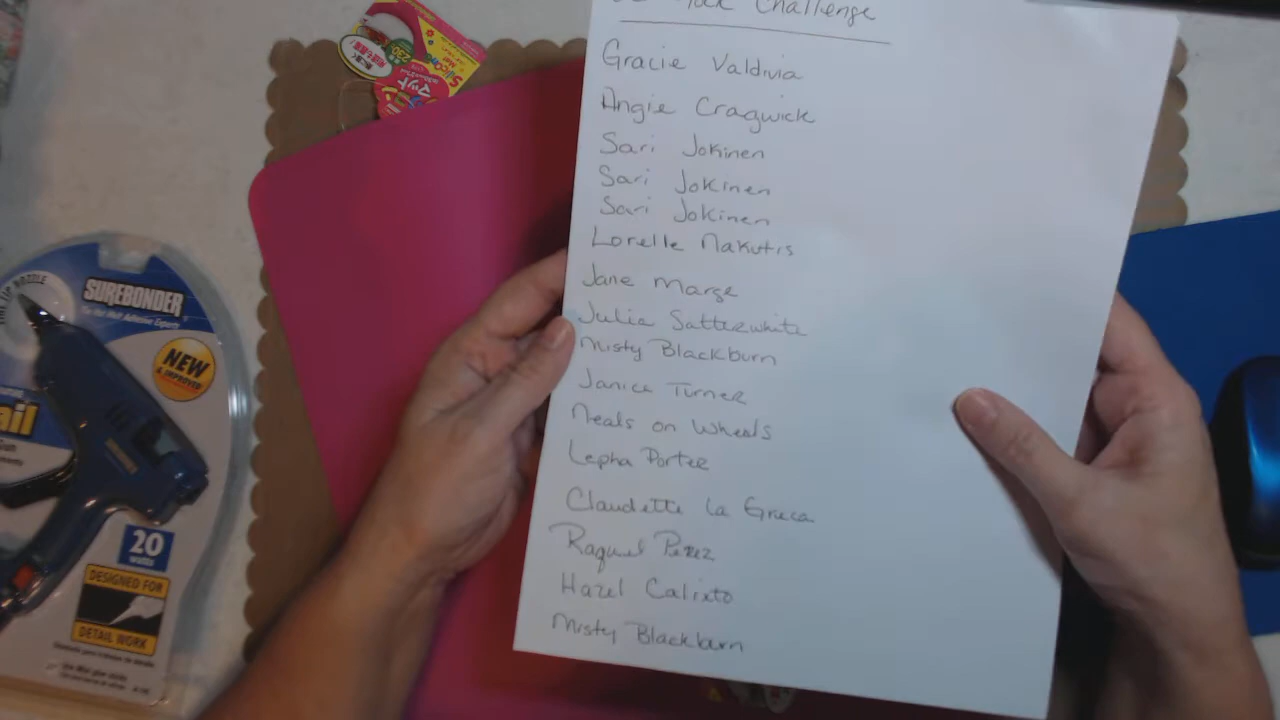 Challenge
Gracie Valdivia
Angie Cragwick
Sari Jokinen
Sari Jokinen
Sari Jokinen
Lorelle Nakutis
Jane Marge
Julia Satterwhite
Misty Blackburn
Janice Turner
Meals on Wheels
Lepha Porter
Claudette La Greca
Raquel Perez
Hazel Calixto
Misty Blackburn
SUREBONDER
NEW
& IMPROVED
20
watts
DESIGNED FOR
DETAIL WORK